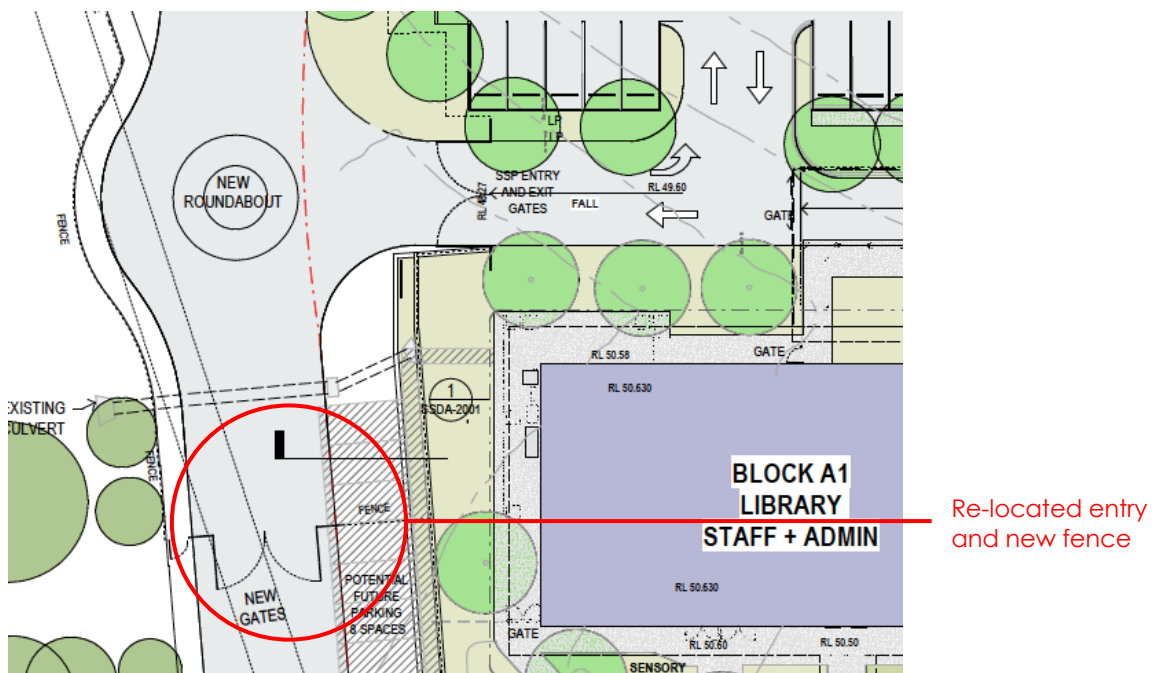 LP
LP
NEW
ROUNDABOUT
SSP ENTRY
AND EXIT
GATES
FALL
RL 49.60
GATE
FENCE
RL 50.58
GATE
RL 50.630
EXISTING
CULVERT
1
SSDA-2001
FENCE
BLOCK A1
LIBRARY
STAFF + ADMIN
FENCE
Re-located entry
and new fence
NEW
GATES
POTENTIAL
FUTURE
PARKING
8 SPACES
RL 50.630
GATE
RL 50.60
RL 50.50
SENSORY